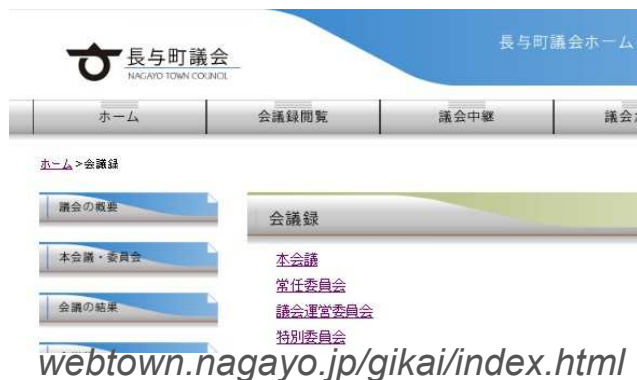 長与町議会ホーム
長与町議会
NAGAYO TOWN COUNCIL
ホーム
会議録閲覧
議会中継
議会
ホーム>会議録
議会の概要
会議録
本会議・委員会
本会議
常任委員会
会議の結果
議会運営委員会
特別委員会
webtown.nagayo.jp/gikai/index.html